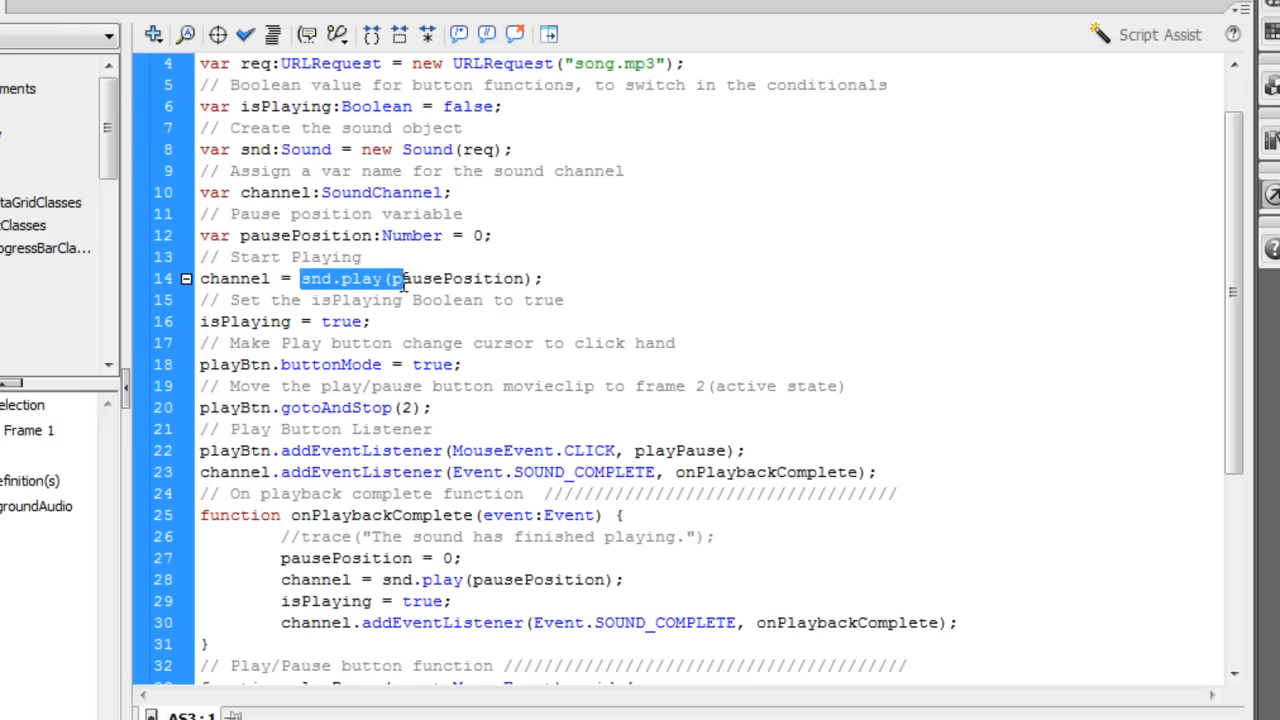 Script Assist
ments
taGridClasses
tClasses
ogressBarCla...
election
Frame 1
efinition(s)
groundAudio
4 var req:URLRequest = new URLRequest("song.mp3");
5 // Boolean value for button functions, to switch in the conditionals
6 var isPlaying:Boolean = false;
7 // Create the sound object
8 var snd:Sound = new Sound(req);
9 // Assign a var name for the sound channel
10 var channel:SoundChannel;
11 // Pause position variable
12 var pausePosition:Number = 0;
13 // Start Playing
14 channel = snd.play(pausePosition);
15 // Set the isPlaying Boolean to true
16 isPlaying = true;
17 // Make Play button change cursor to click hand
18 playBtn.buttonMode = true;
19 // Move the play/pause button movieclip to frame 2(active state)
20 playBtn.gotoAndStop(2);
21 // Play Button Listener
22 playBtn.addEventListener(MouseEvent.CLICK, playPause);
23 channel.addEventListener(Event.SOUND_COMPLETE, onPlaybackComplete);
24 // On playback complete function ///////////////////////////////////
25 function onPlaybackComplete(event:Event) {
26 //trace("The sound has finished playing.");
27 pausePosition = 0;
28 channel = snd.play(pausePosition);
29 isPlaying = true;
30 channel.addEventListener(Event.SOUND_COMPLETE, onPlaybackComplete);
31 }
32 // Play/Pause button function ////////////////////////////////////////
AS3:1